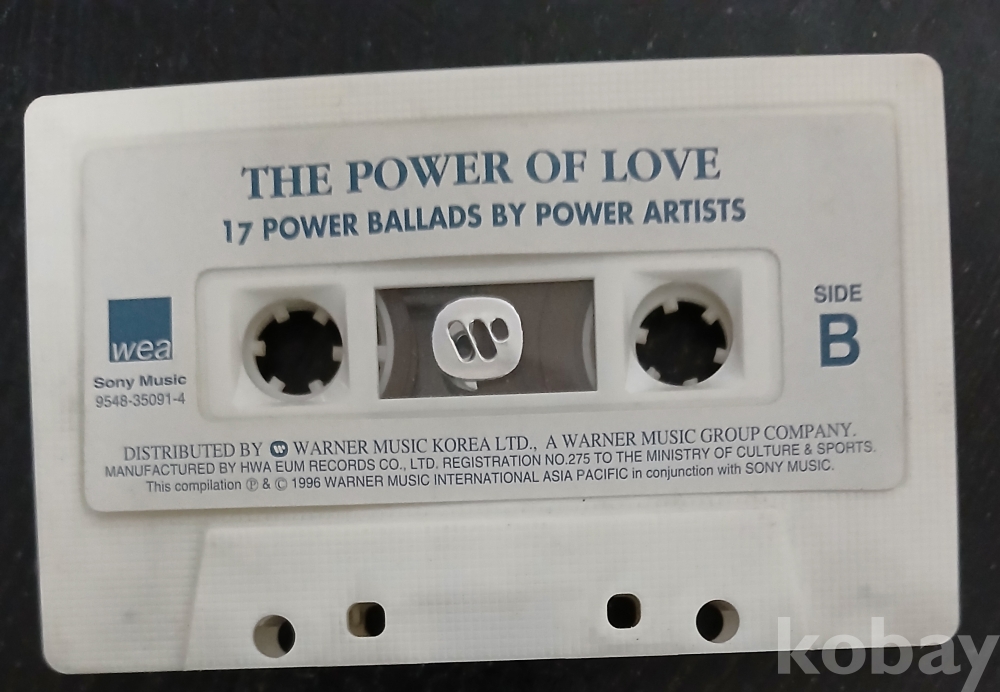 THE POWER OF LOVE
17 POWER BALLADS BY POWER ARTISTS
SIDE
B
wea
Sony Music
9548-35091-4
DISTRIBUTED BY WARNER MUSIC KOREA LTD., A WARNER MUSIC GROUP COMPANY.
MANUFACTURED BY HWA EUM RECORDS CO., LTD. REGISTRATION NO.275 TO THE MINISTRY OF CULTURE & SPORTS.
This compilation ℗ & © 1996 WARNER MUSIC INTERNATIONAL ASIA PACIFIC in conjunction with SONY MUSIC.
kobay